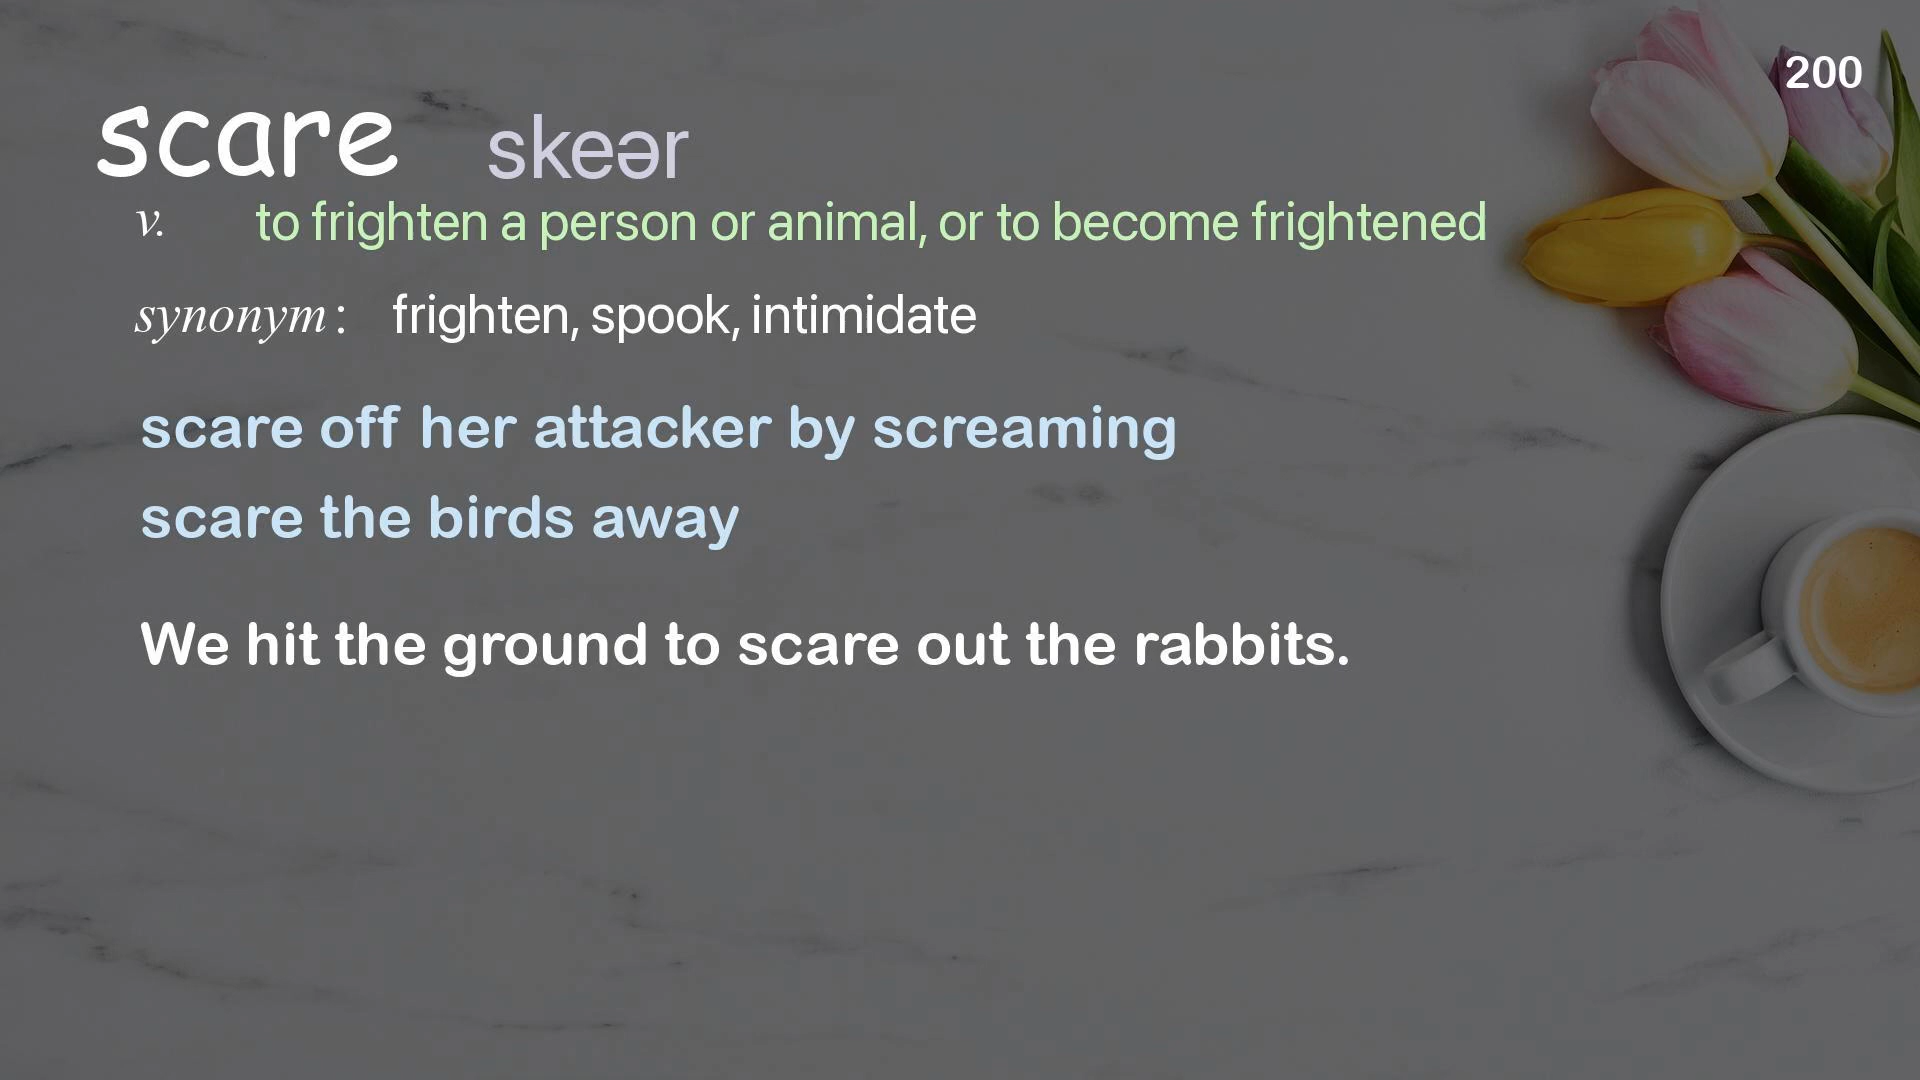 200
scare skeər
v. to frighten a person or animal, or to become frightened
synonym: frighten, spook, intimidate
scare off her attacker by screaming
scare the birds away
We hit the ground to scare out the rabbits.